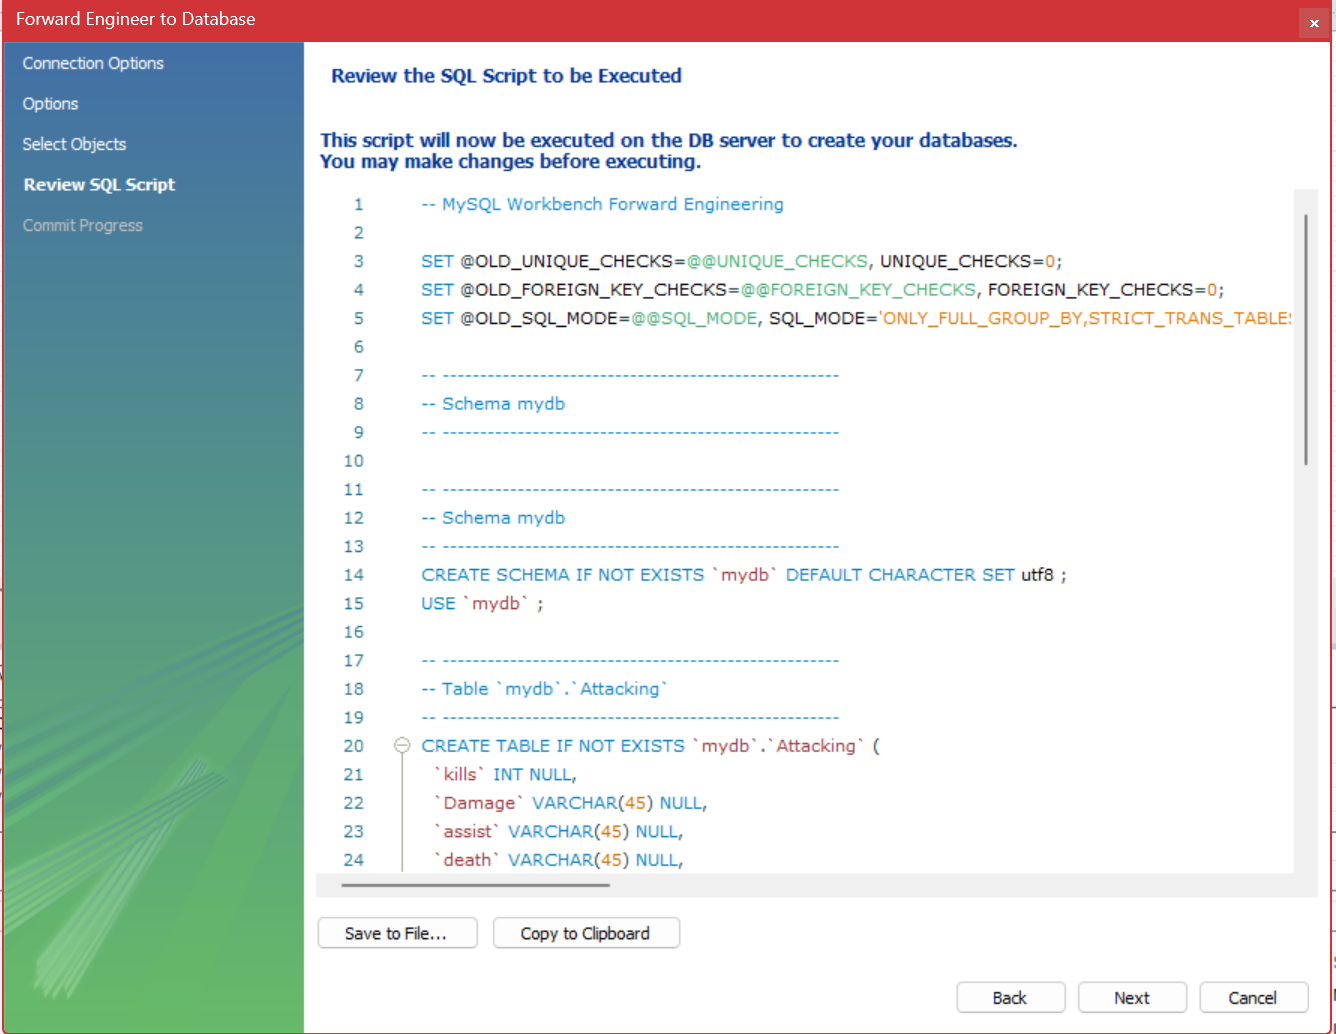 Forward Engineer to Database
Connection Options
Options
Select Objects
Review SQL Script
Commit Progress
Review the SQL Script to be Executed
This script will now be executed on the DB server to create your databases.
You may make changes before executing.
1 -- MySQL Workbench Forward Engineering
2
3 SET @OLD_UNIQUE_CHECKS=@@UNIQUE_CHECKS, UNIQUE_CHECKS=0;
4 SET @OLD_FOREIGN_KEY_CHECKS=@@FOREIGN_KEY_CHECKS, FOREIGN_KEY_CHECKS=0;
5 SET @OLD_SQL_MODE=@@SQL_MODE, SQL_MODE='ONLY_FULL_GROUP_BY,STRICT_TRANS_TABLES
6
7 -- -----------------------------------------------------
8 -- Schema mydb
9 -- -----------------------------------------------------
10
11 -- -----------------------------------------------------
12 -- Schema mydb
13 -- -----------------------------------------------------
14 CREATE SCHEMA IF NOT EXISTS `mydb` DEFAULT CHARACTER SET utf8 ;
15 USE `mydb` ;
16
17 -- -----------------------------------------------------
18 -- Table `mydb`.`Attacking`
19 -- -----------------------------------------------------
20 CREATE TABLE IF NOT EXISTS `mydb`.`Attacking` (
21 `kills` INT NULL,
22 `Damage` VARCHAR(45) NULL,
23 `assist` VARCHAR(45) NULL,
24 `death` VARCHAR(45) NULL,
Save to File...
Copy to Clipboard
Back
Next
Cancel